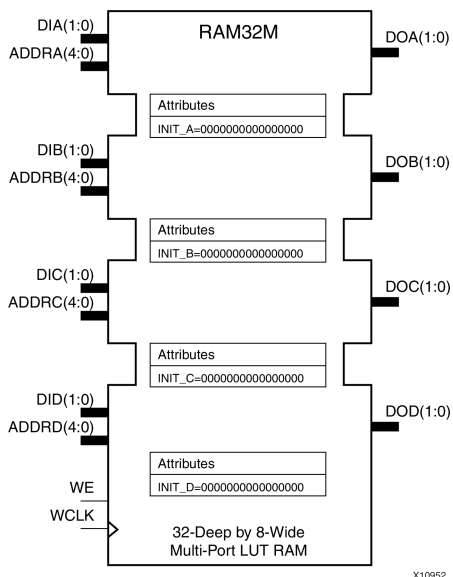 RAM32M
DIA(1:0)
ADDRA(4:0)
DOA(1:0)
Attributes
INIT_A=0000000000000000
DIB(1:0)
ADDRB(4:0)
DOB(1:0)
Attributes
INIT_B=0000000000000000
DIC(1:0)
ADDRC(4:0)
DOC(1:0)
Attributes
INIT_C=0000000000000000
DID(1:0)
ADDRD(4:0)
DOD(1:0)
Attributes
INIT_D=0000000000000000
WE
WCLK
32-Deep by 8-Wide
Multi-Port LUT RAM
X10952